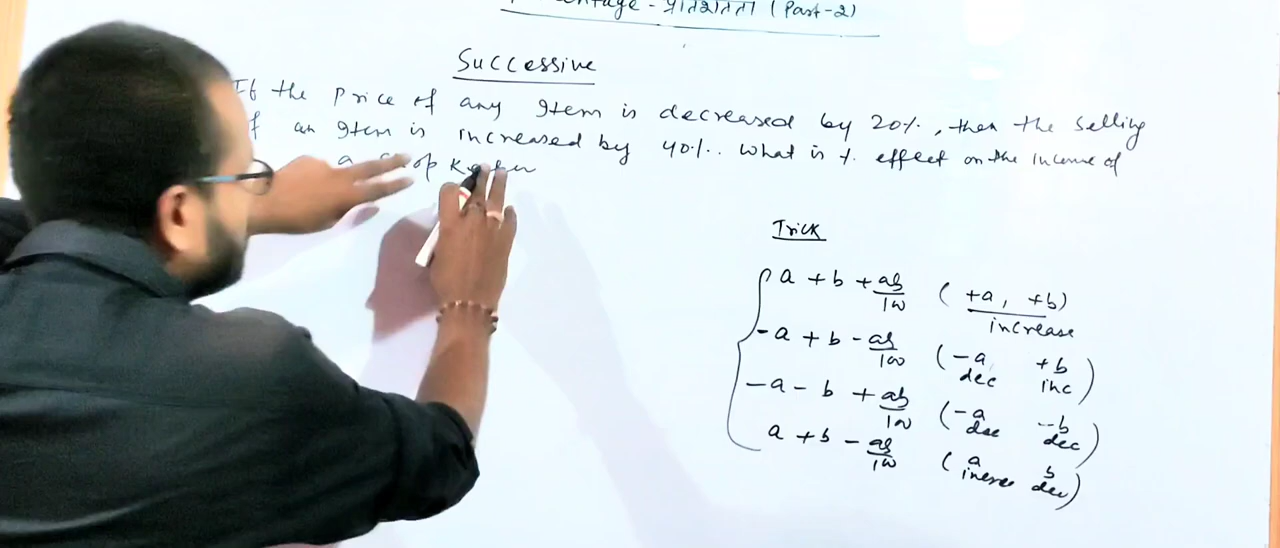 प्रतिशतता (Part-2)
Successive
If the Price of any Item is decreased by 20%, then the Selling
of an Item is increased by 40%. What is % effect on the Income of
a
Trick
a + b + ab/100 (+a, +b) increase
-a + b - ab/100 (-a dec +b inc)
-a - b + ab/100 (-a dec -b dec)
a + b - ab/100 (a b dec)